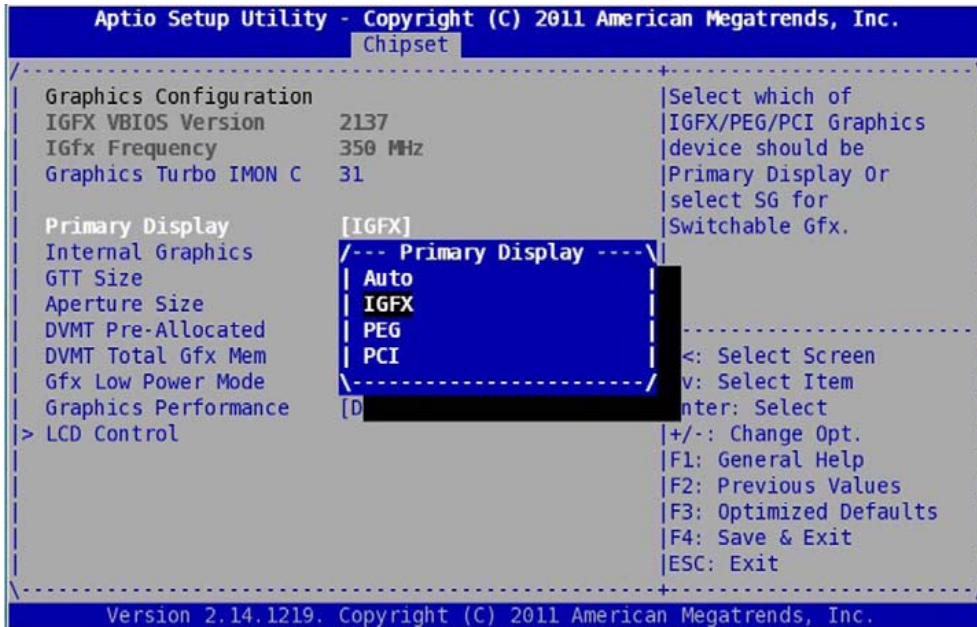 Aptio Setup Utility - Copyright (C) 2011 American Megatrends, Inc.
Chipset
Graphics Configuration
IGFX VBIOS Version 2137
IGfx Frequency 350 MHz
Graphics Turbo IMON C 31
Primary Display [IGFX]
Internal Graphics
GTT Size
Aperture Size
DVMT Pre-Allocated
DVMT Total Gfx Mem
Gfx Low Power Mode
Graphics Performance [D
> LCD Control
--- Primary Display ----
Auto
IGFX
PEG
PCI
Select which of
IGFX/PEG/PCI Graphics
device should be
Primary Display Or
select SG for
Switchable Gfx.
<: Select Screen
v: Select Item
nter: Select
+/-: Change Opt.
F1: General Help
F2: Previous Values
F3: Optimized Defaults
F4: Save & Exit
ESC: Exit
Version 2.14.1219. Copyright (C) 2011 American Megatrends, Inc.